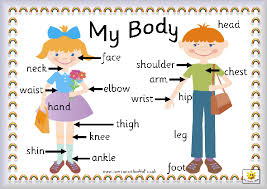 My Body
head
face
neck
shoulder
chest
arm
waist
elbow
wrist
hip
hand
thigh
knee
leg
shin
ankle
foot